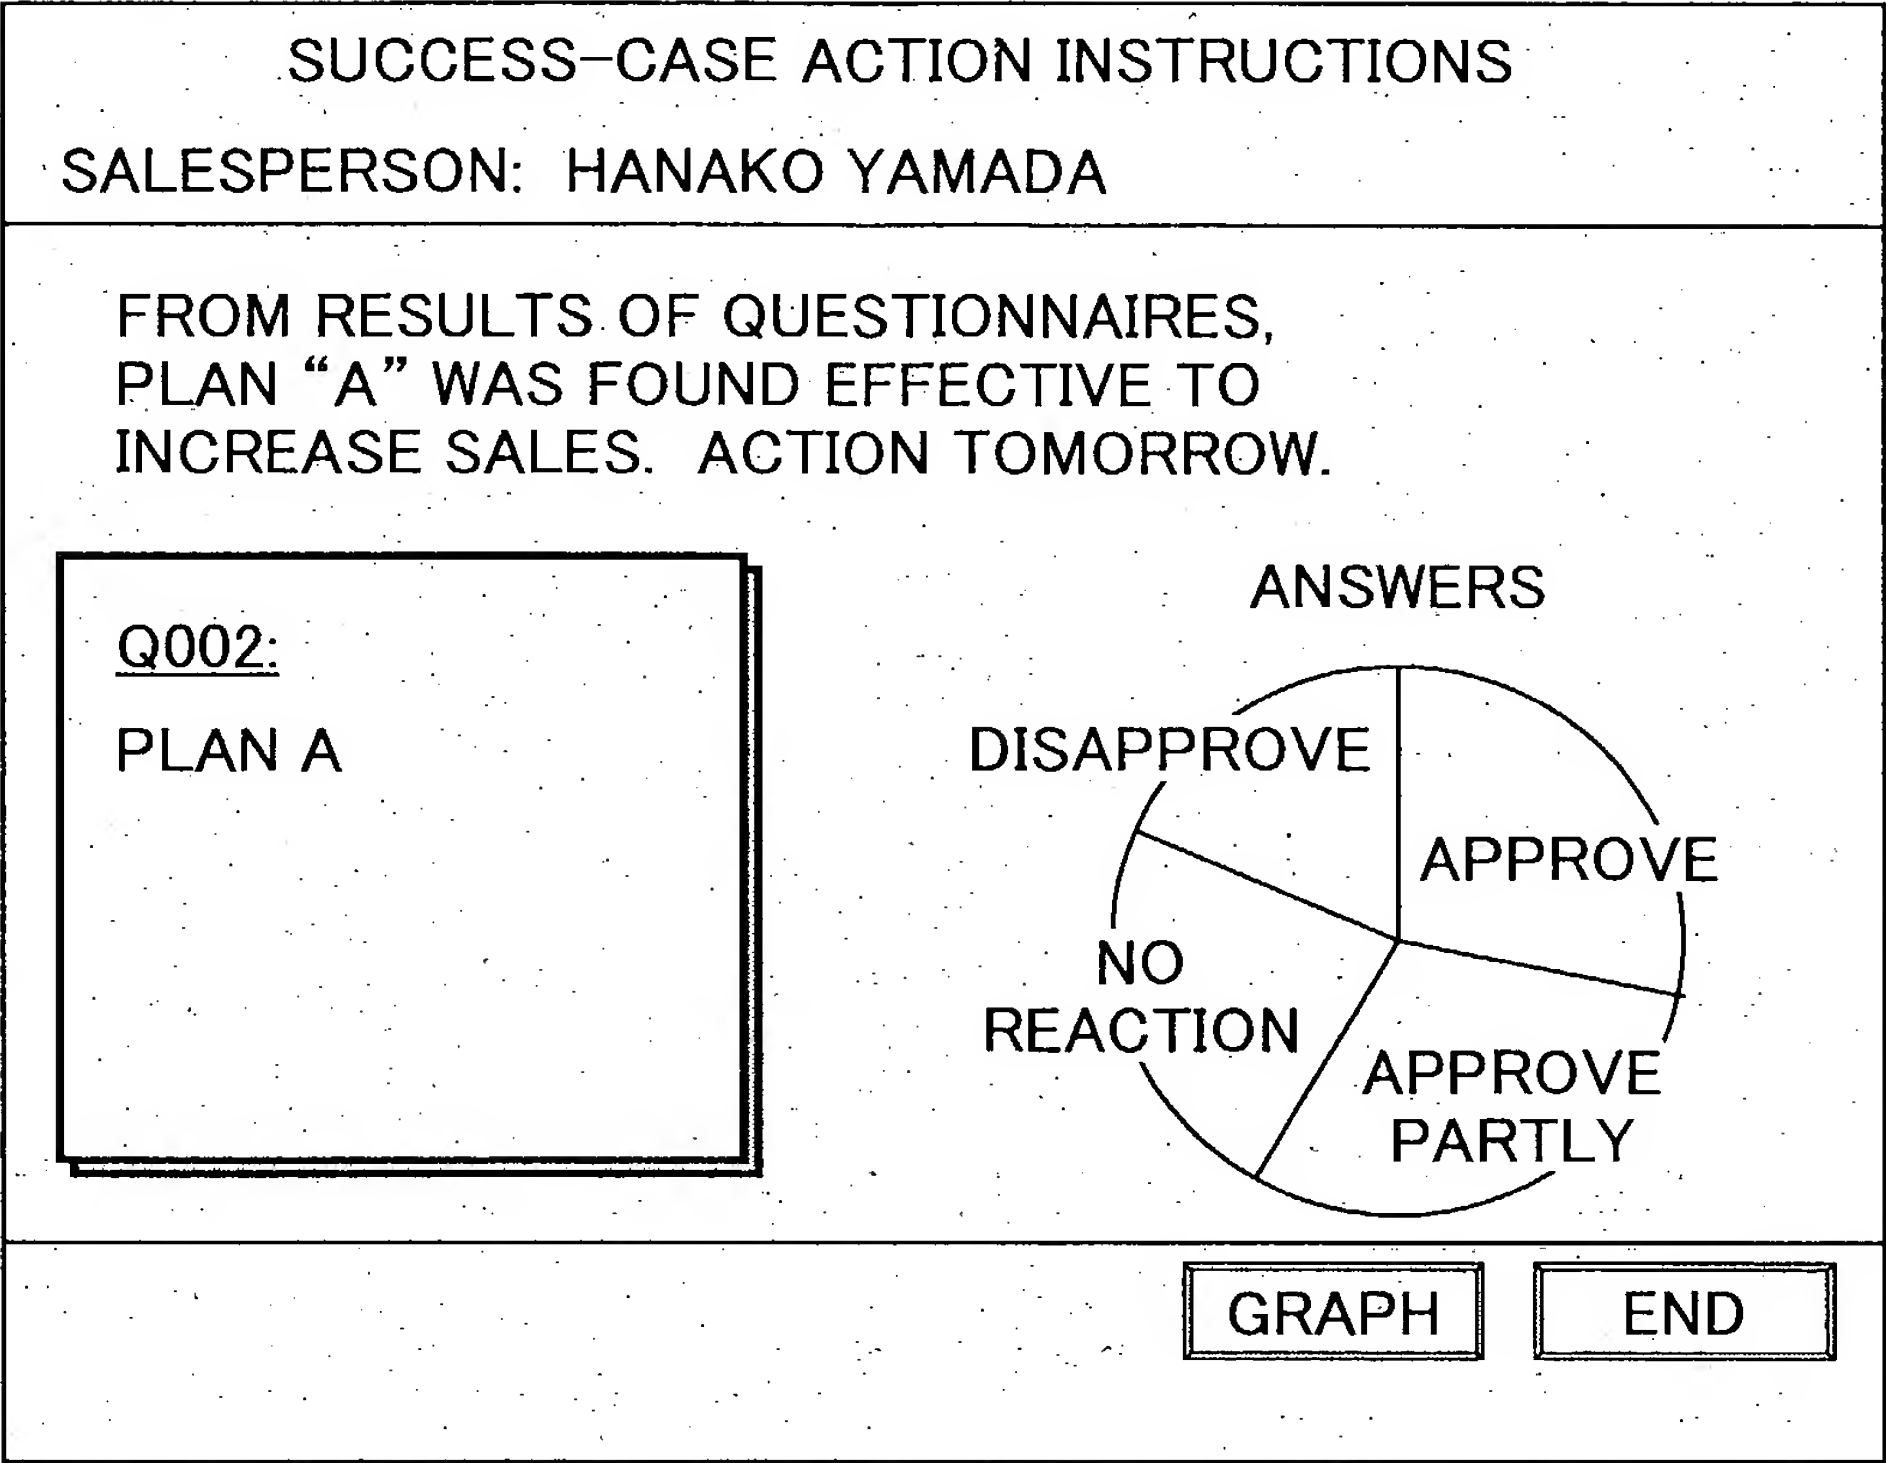 SUCCESS-CASE ACTION INSTRUCTIONS
SALESPERSON: HANAKO YAMADA
FROM RESULTS OF QUESTIONNAIRES,
PLAN “A” WAS FOUND EFFECTIVE TO
INCREASE SALES. ACTION TOMORROW.
Q002:
PLAN A
ANSWERS
DISAPPROVE
APPROVE
NO
REACTION
APPROVE
PARTLY
GRAPH
END